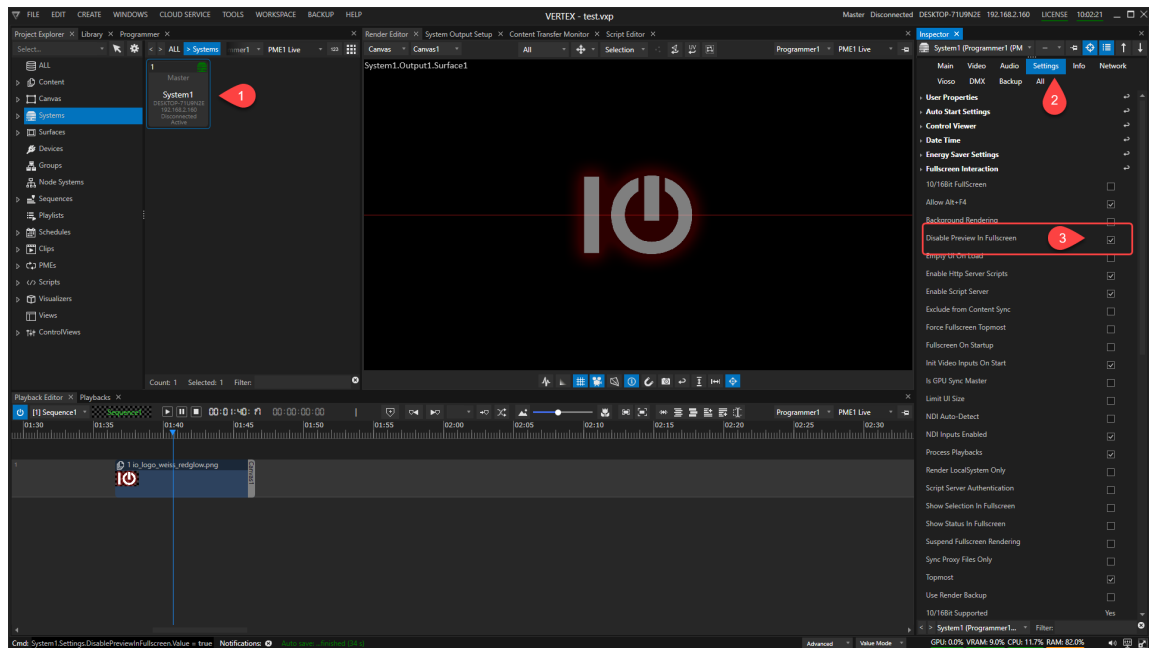 FILE EDIT CREATE WINDOWS CLOUD SERVICE TOOLS WORKSPACE BACKUP HELP VERTEX - test.vxp Master Disconnected DESKTOP-71U9N2E 192.168.2.160 LICENSE 10:02:21
Project Explorer Library Programmer Render Editor System Output Setup Content Transfer Monitor Script Editor Inspector
Select... ALL > Systems PME1 Live Canvas Canvas1 All Selection Programmer1 PME1 Live System1 (Programmer1 (PM
ALL
Content
Canvas
Systems
Surfaces
Devices
Groups
Node Systems
Sequences
Playlists
Schedules
Clips
PMEs
Scripts
Visualizers
Views
ControlViews
1
Master
System1
DESKTOP-71U9N2E
192.168.2.160
Disconnected
Active
1
Count: 1 Selected: 1 Filter:
System1.Output1.Surface1
Main Video Audio Settings Info Network
Vioso DMX Backup All
2
User Properties
Auto Start Settings
Control Viewer
Date Time
Energy Saver Settings
Fullscreen Interaction
10/16Bit FullScreen
Allow Alt+F4
Background Rendering
Disable Preview In Fullscreen 3
Empty UI On Load
Enable Http Server Scripts
Enable Script Server
Exclude from Content Sync
Force Fullscreen Topmost
Fullscreen On Startup
Init Video Inputs On Start
Is GPU Sync Master
Limit UI Size
NDI Auto-Detect
NDI Inputs Enabled
Process Playbacks
Render LocalSystem Only
Script Server Authentication
Show Selection In Fullscreen
Show Status In Fullscreen
Suspend Fullscreen Rendering
Sync Proxy Files Only
Topmost
Use Render Backup
10/16Bit Supported Yes
< > System1 (Programmer1... Filter:
Playback Editor Playbacks
[1] Sequence1 Sequence1 00:00:00:00 Programmer1 PME1 Live
01:30 01:35 01:40 01:45 01:50 01:55 02:00 02:05 02:10 02:15 02:20 02:25 02:30
1 1 io_logo_weiss_redglow.png Canvas1
Cmd: System1.Settings.DisablePreviewInFullscreen.Value = true Notifications: Auto save: ...finished (34 s) Advanced Value Mode GPU: 0.0% VRAM: 9.0% CPU: 11.7% RAM: 82.0%